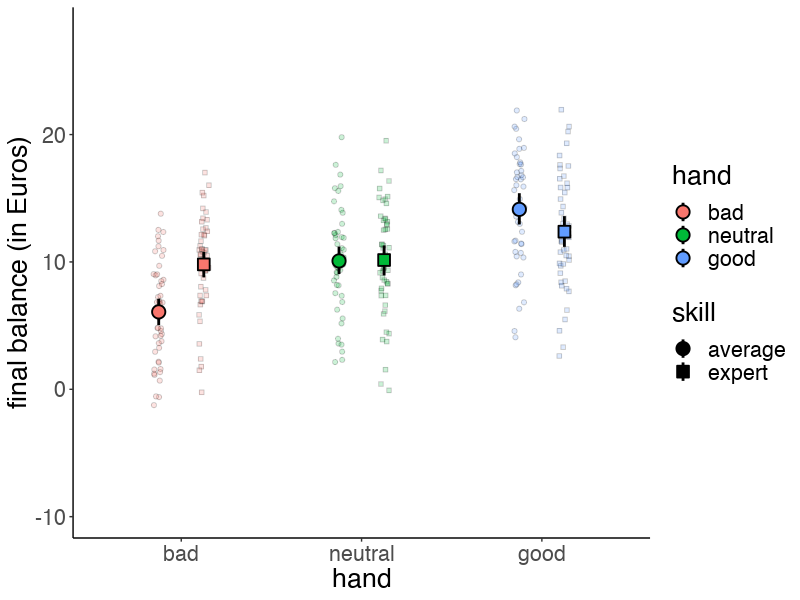 final balance (in Euros)
20
10
0
-10
bad
neutral
good
hand
hand
bad
neutral
good
skill
average
expert